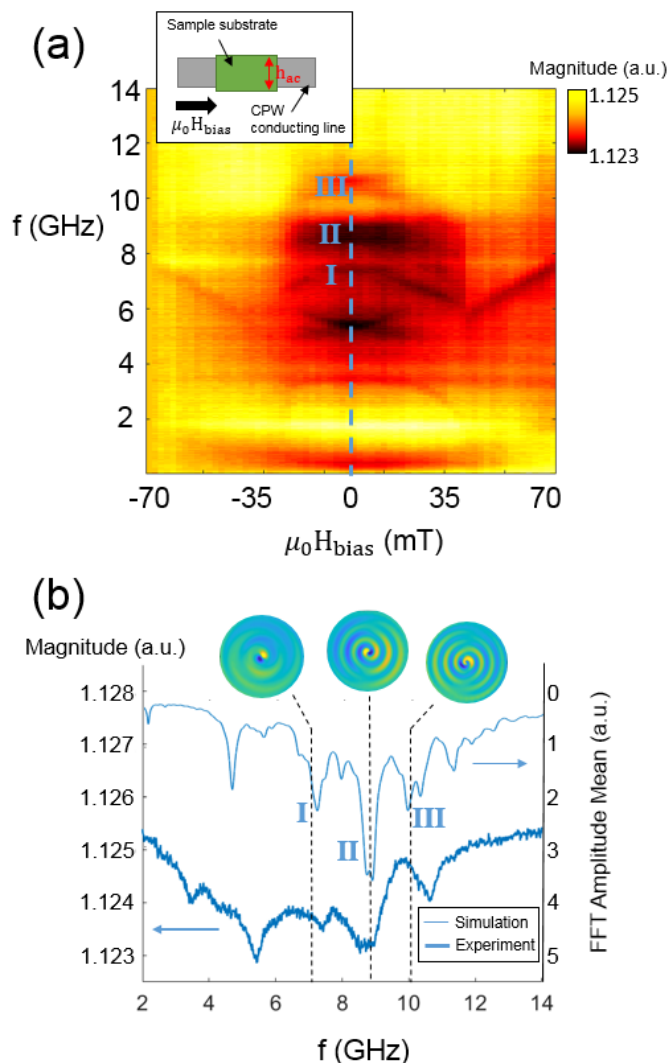 (a)
Sample substrate
h_ac
μ₀H_bias
CPW
conducting line
Magnitude (a.u.)
1.125
1.123
14
12
10
f (GHz)
8
6
4
2
III
II
I
-70 -35 0 35 70
μ₀H_bias (mT)
(b)
Magnitude (a.u.)
1.128
1.127
1.126
1.125
1.124
1.123
0
1
2
3
4
5
FFT Amplitude Mean (a.u.)
I
II
III
Simulation
Experiment
2 4 6 8 10 12 14
f (GHz)